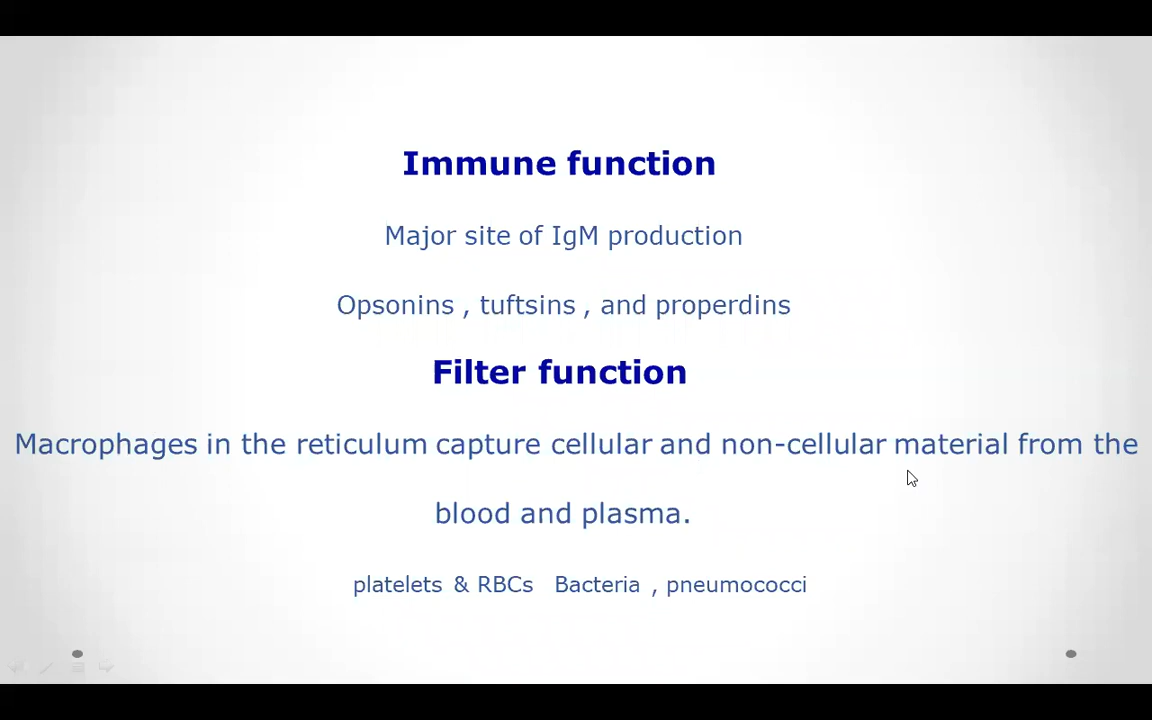 Immune function
Major site of IgM production
Opsonins , tuftsins , and properdins
Filter function
Macrophages in the reticulum capture cellular and non-cellular material from the
blood and plasma.
platelets & RBCs Bacteria , pneumococci